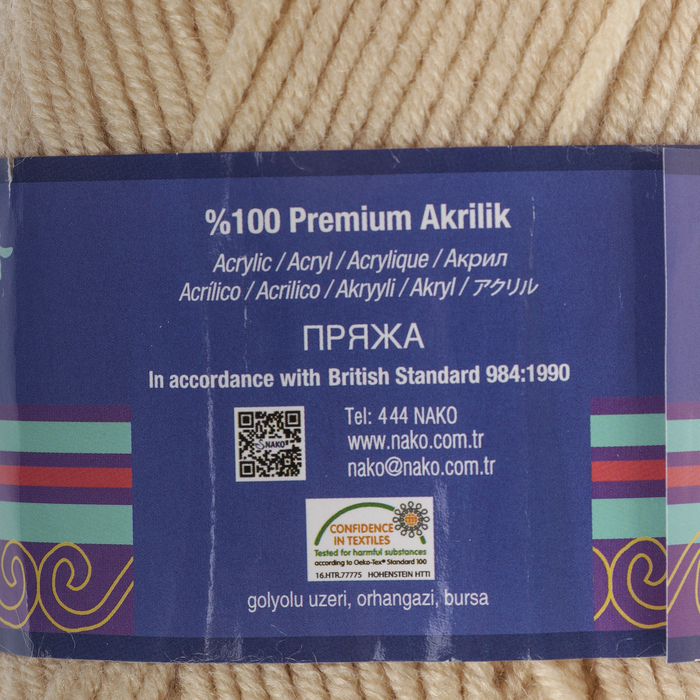 %100 Premium Akrilik
Acrylic / Acryl / Acrylique / Акрил
Acrílico / Acrilico / Akryyli / Akryl / アクリル
ПРЯЖА
In accordance with British Standard 984:1990
NAKO
Tel: 444 NAKO
www.nako.com.tr
nako@nako.com.tr
CONFIDENCE
IN TEXTILES
Tested for harmful substances
according to Oeko-Tex® Standard 100
16.HTR.77775 HOHENSTEIN HTTI
golyolu uzeri, orhangazi, bursa